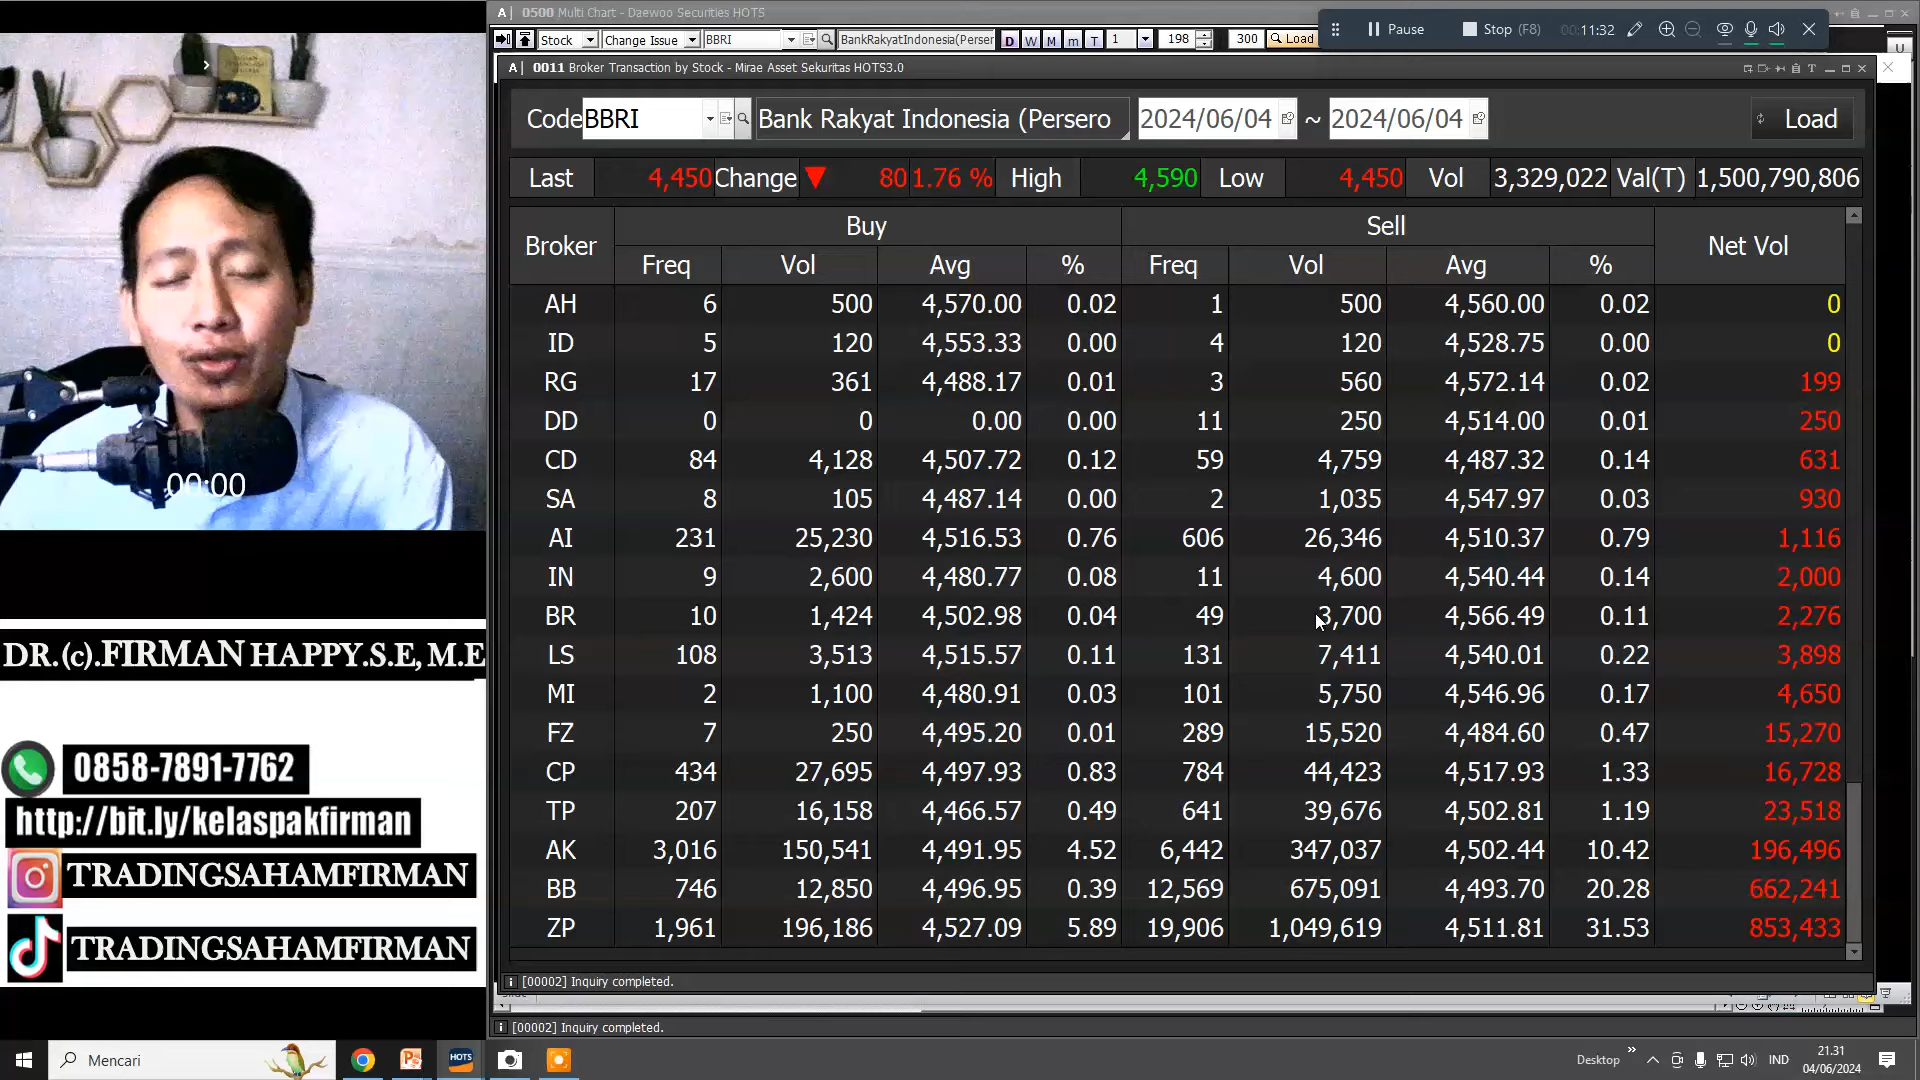 0500 Multi Chart - Daewoo Securities HOTS
Stock Change Issue BBRI BankRakyatIndonesia(Perser D W M m T 1 198 300 Load
Pause Stop (F8) 00:11:32
0011 Broker Transaction by Stock - Mirae Asset Sekuritas HOTS3.0
Code BBRI Bank Rakyat Indonesia (Persero 2024/06/04 ~ 2024/06/04 Load
Last 4,450 Change ▼ 80 1.76 % High 4,590 Low 4,450 Vol 3,329,022 Val(T) 1,500,790,806
Broker Buy Sell Net Vol
Freq Vol Avg % Freq Vol Avg %
AH 6 500 4,570.00 0.02 1 500 4,560.00 0.02 0
ID 5 120 4,553.33 0.00 4 120 4,528.75 0.00 0
RG 17 361 4,488.17 0.01 3 560 4,572.14 0.02 199
DD 0 0 0.00 0.00 11 250 4,514.00 0.01 250
CD 84 4,128 4,507.72 0.12 59 4,759 4,487.32 0.14 631
SA 8 105 4,487.14 0.00 2 1,035 4,547.97 0.03 930
AI 231 25,230 4,516.53 0.76 606 26,346 4,510.37 0.79 1,116
IN 9 2,600 4,480.77 0.08 11 4,600 4,540.44 0.14 2,000
BR 10 1,424 4,502.98 0.04 49 3,700 4,566.49 0.11 2,276
LS 108 3,513 4,515.57 0.11 131 7,411 4,540.01 0.22 3,898
MI 2 1,100 4,480.91 0.03 101 5,750 4,546.96 0.17 4,650
FZ 7 250 4,495.20 0.01 289 15,520 4,484.60 0.47 15,270
CP 434 27,695 4,497.93 0.83 784 44,423 4,517.93 1.33 16,728
TP 207 16,158 4,466.57 0.49 641 39,676 4,502.81 1.19 23,518
AK 3,016 150,541 4,491.95 4.52 6,442 347,037 4,502.44 10.42 196,496
BB 746 12,850 4,496.95 0.39 12,569 675,091 4,493.70 20.28 662,241
ZP 1,961 196,186 4,527.09 5.89 19,906 1,049,619 4,511.81 31.53 853,433
[00002] Inquiry completed.
[00002] Inquiry completed.
00:00
DR.(c).FIRMAN HAPPY.S.E, M.E
0858-7891-7762
http://bit.ly/kelaspakfirman
TRADINGSAHAMFIRMAN
TRADINGSAHAMFIRMAN
Mencari
HOTS
Desktop » IND 21.31
04/06/2024